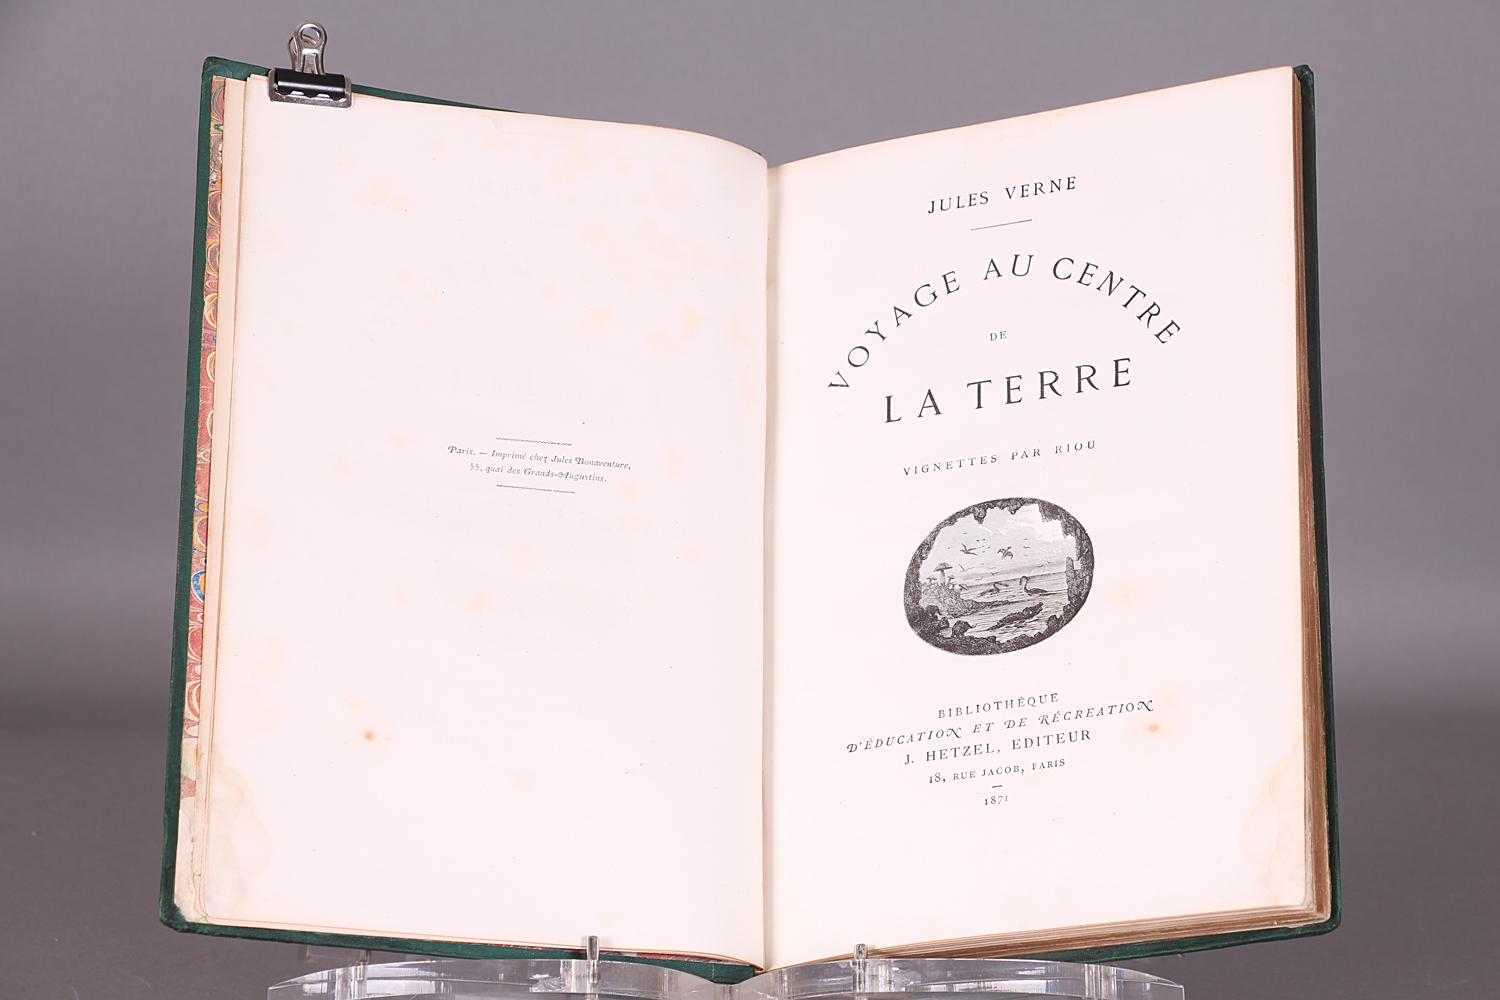 Paris. — Imprimé chez Jules Bonaventure,
55, quai des Grands-Augustins.
JULES VERNE
VOYAGE AU CENTRE
DE
LA TERRE
VIGNETTES PAR RIOU
BIBLIOTHÈQUE
D'ÉDUCATION ET DE RÉCREATION
J. HETZEL, EDITEUR
18, RUE JACOB, PARIS
1871